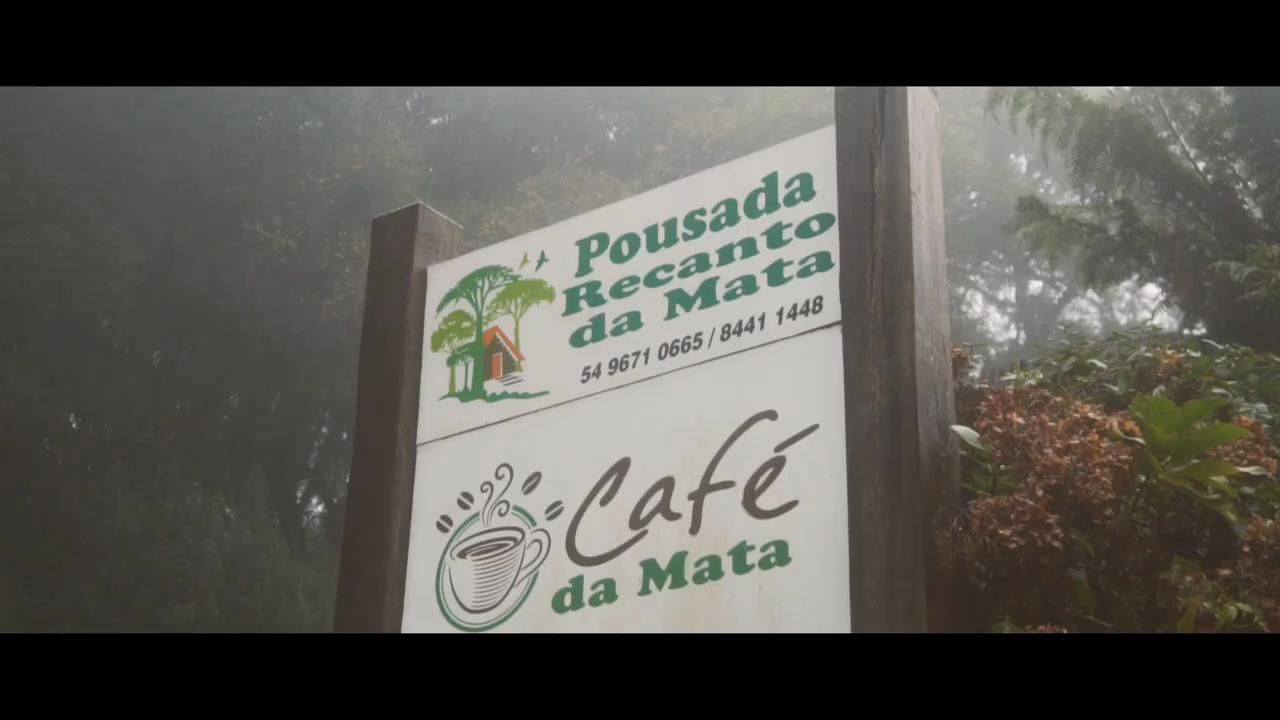 Pousada
Recanto
da Mata
54 9671 0665 / 8441 1448
Café
da Mata